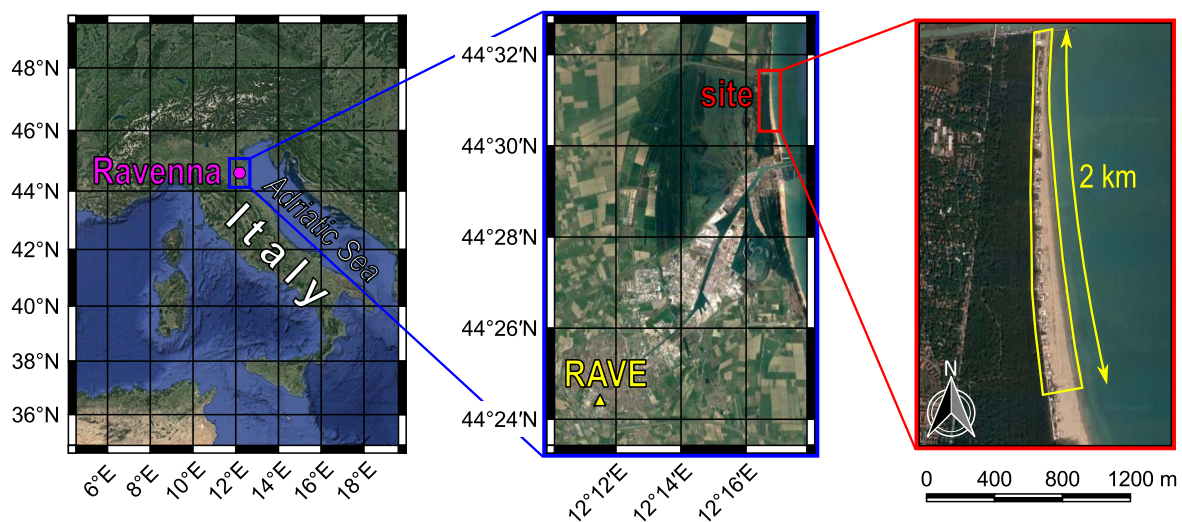 48°N
46°N
44°N
42°N
40°N
38°N
36°N
6°E
8°E
10°E
12°E
14°E
16°E
18°E
Ravenna
Adriatic Sea
Italy
44°32′N
44°30′N
44°28′N
44°26′N
44°24′N
12°12′E
12°14′E
12°16′E
site
RAVE
2 km
N
0 400 800 1200 m